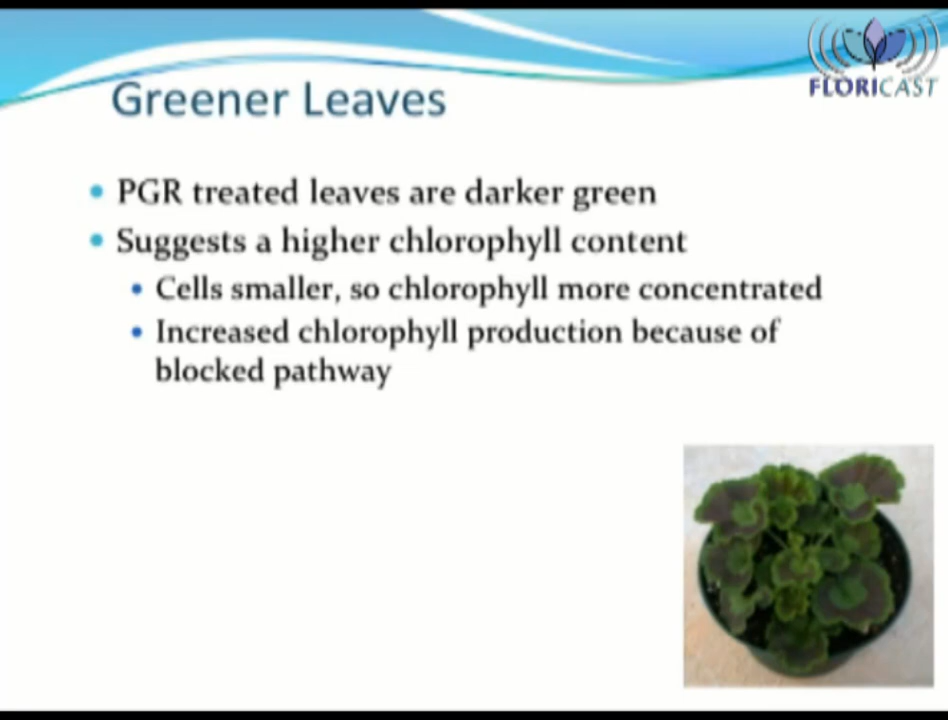 FLORICAST
Greener Leaves
• PGR treated leaves are darker green
• Suggests a higher chlorophyll content
• Cells smaller, so chlorophyll more concentrated
• Increased chlorophyll production because of
blocked pathway